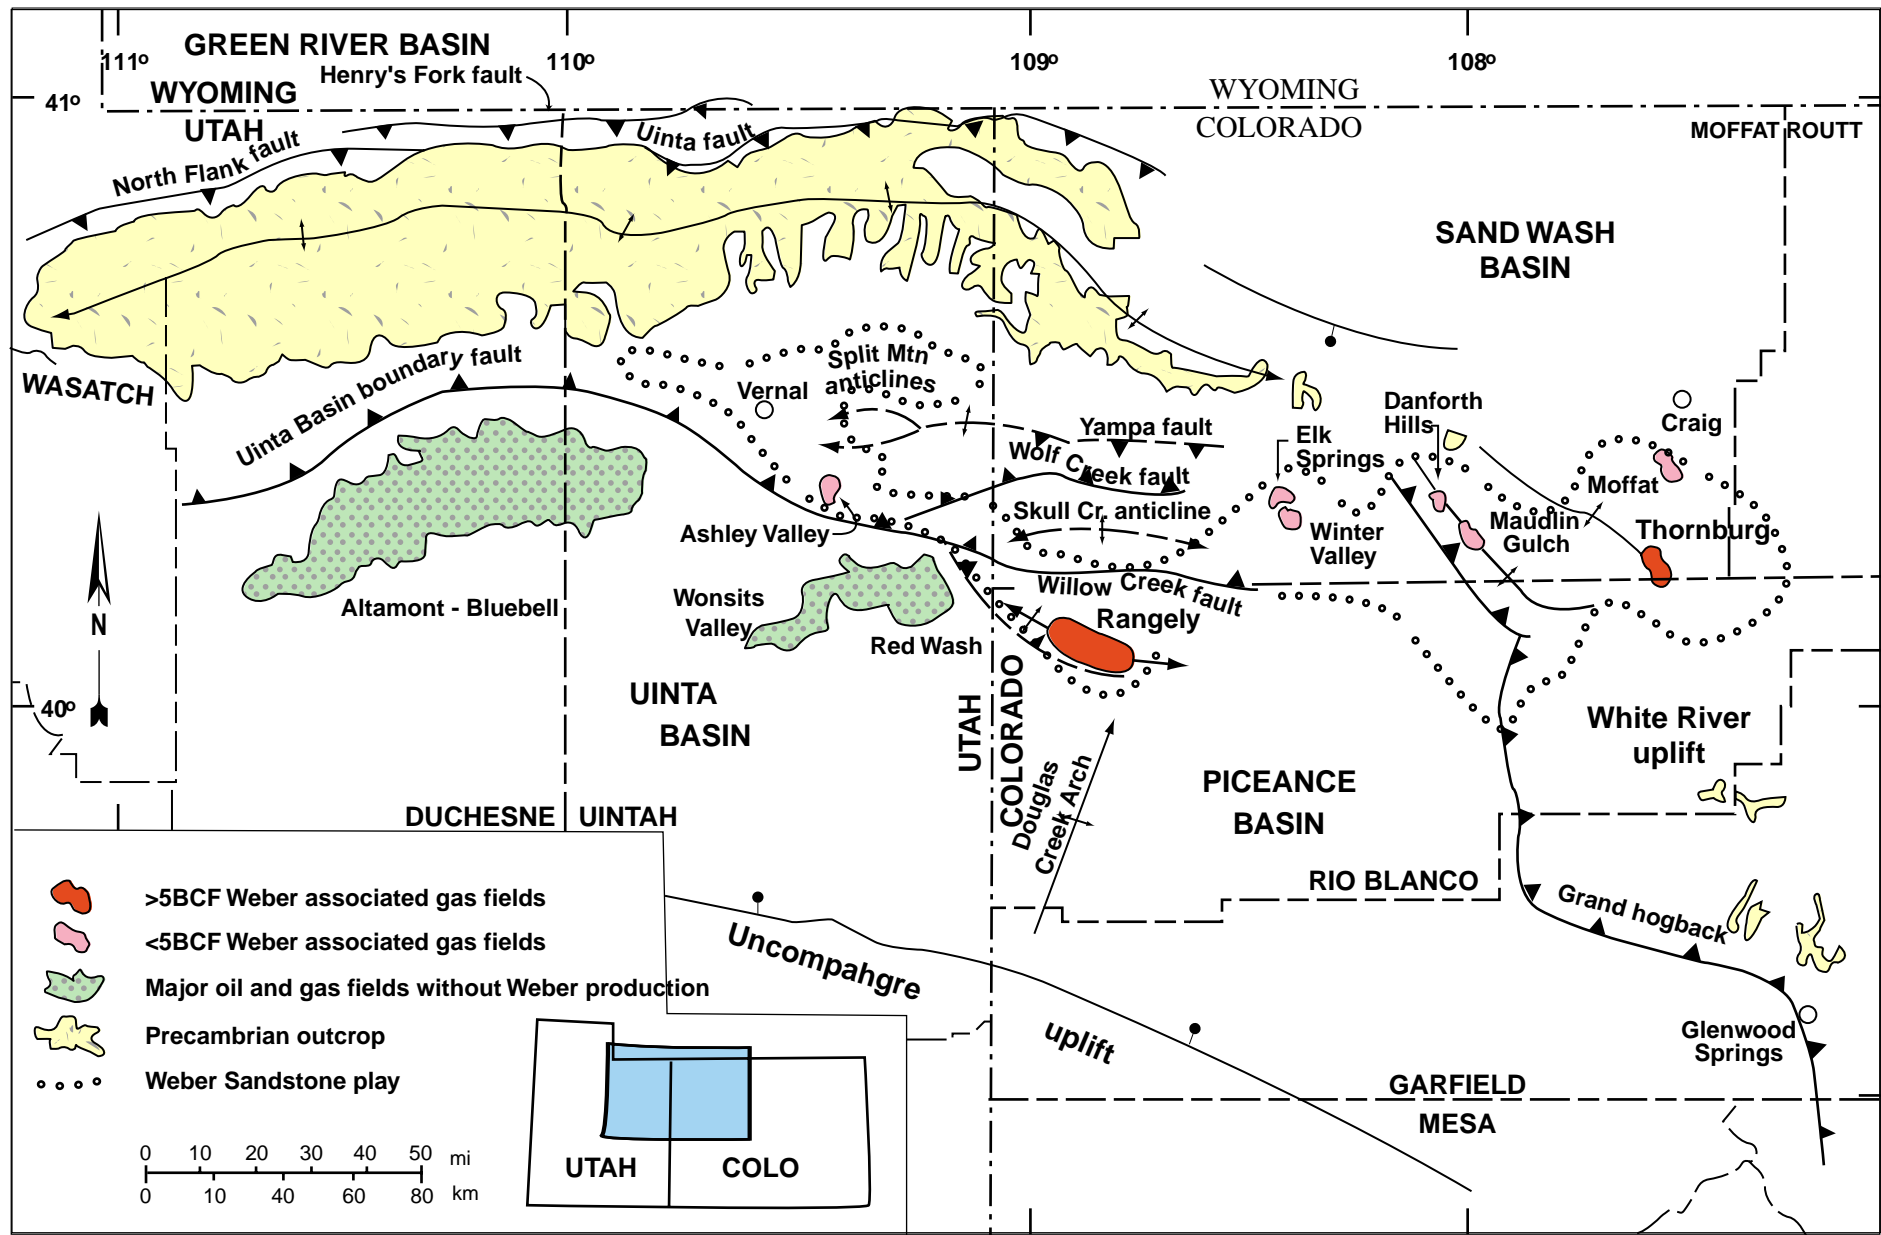 GREEN RIVER BASIN
111o
110o
109o
108o
Henry's Fork fault
WYOMING
41o
WYOMING
UTAH
COLORADO
MOFFAT
ROUTT
Uinta fault
North Flank fault
SAND WASH
BASIN
WASATCH
Uinta Basin boundary fault
Split Mtn
anticlines
Vernal
Danforth
Hills
Craig
Yampa fault
Elk
Springs
Wolf Creek fault
Moffat
Skull Cr. anticline
Ashley Valley
Winter
Valley
Maudlin
Gulch
Thornburg
Altamont - Bluebell
Wonsits
Valley
Willow Creek fault
Rangely
Red Wash
N
40o
UINTA
BASIN
UTAH
COLORADO
White River
uplift
Douglas
Creek Arch
PICEANCE
BASIN
DUCHESNE
UINTAH
RIO BLANCO
Grand hogback
Uncompahgre
uplift
Glenwood
Springs
GARFIELD
MESA
>5BCF Weber associated gas fields
<5BCF Weber associated gas fields
Major oil and gas fields without Weber production
Precambrian outcrop
Weber Sandstone play
0 10 20 30 40 50 mi
0 10 40 60 80 km
UTAH
COLO